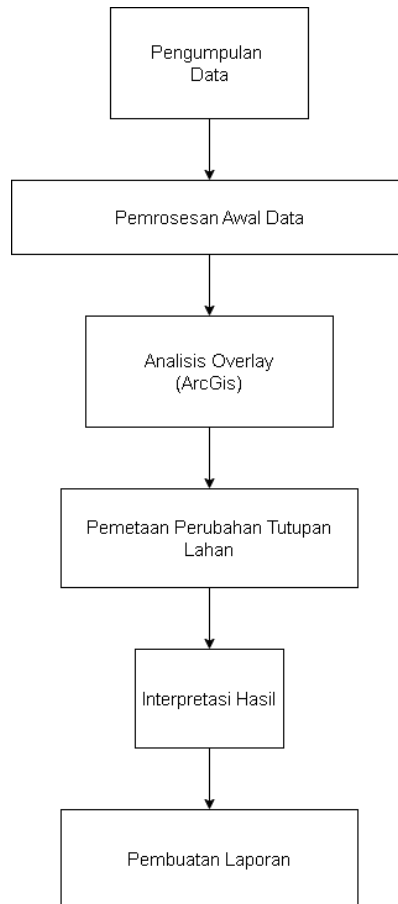 Pengumpulan
Data
Pemrosesan Awal Data
Analisis Overlay
(ArcGis)
Pemetaan Perubahan Tutupan
Lahan
Interpretasi Hasil
Pembuatan Laporan